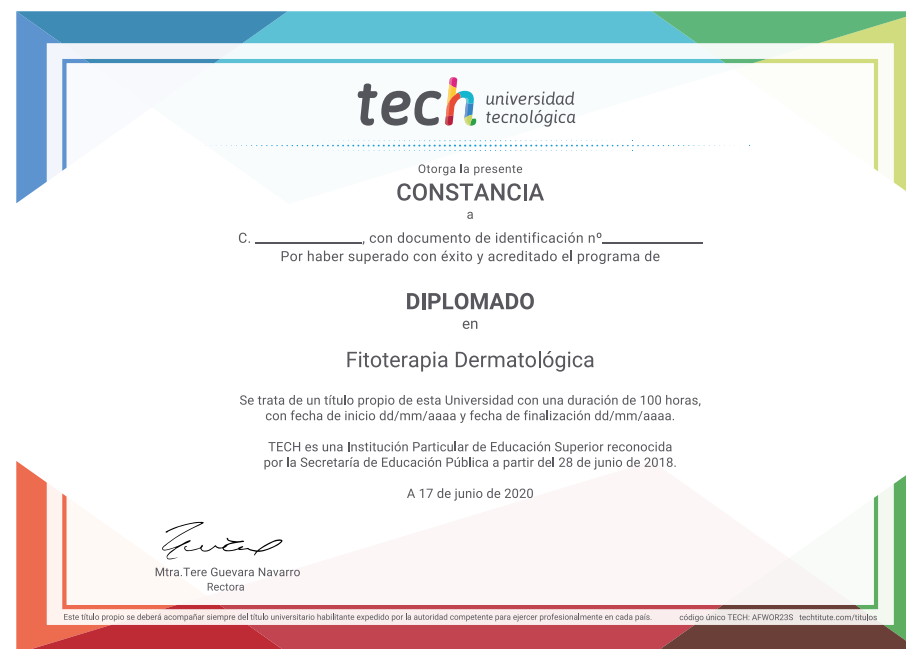 tech universidad
tecnológica
Otorga la presente
CONSTANCIA
a
C. ____________, con documento de identificación nº____________
Por haber superado con éxito y acreditado el programa de
DIPLOMADO
en
Fitoterapia Dermatológica
Se trata de un título propio de esta Universidad con una duración de 100 horas,
con fecha de inicio dd/mm/aaaa y fecha de finalización dd/mm/aaaa.
TECH es una Institución Particular de Educación Superior reconocida
por la Secretaría de Educación Pública a partir del 28 de junio de 2018.
A 17 de junio de 2020
Mtra.Tere Guevara Navarro
Rectora
Este título propio se deberá acompañar siempre del título universitario habilitante expedido por la autoridad competente para ejercer profesionalmente en cada país. código único TECH: AFWOR23S techtitute.com/titulos